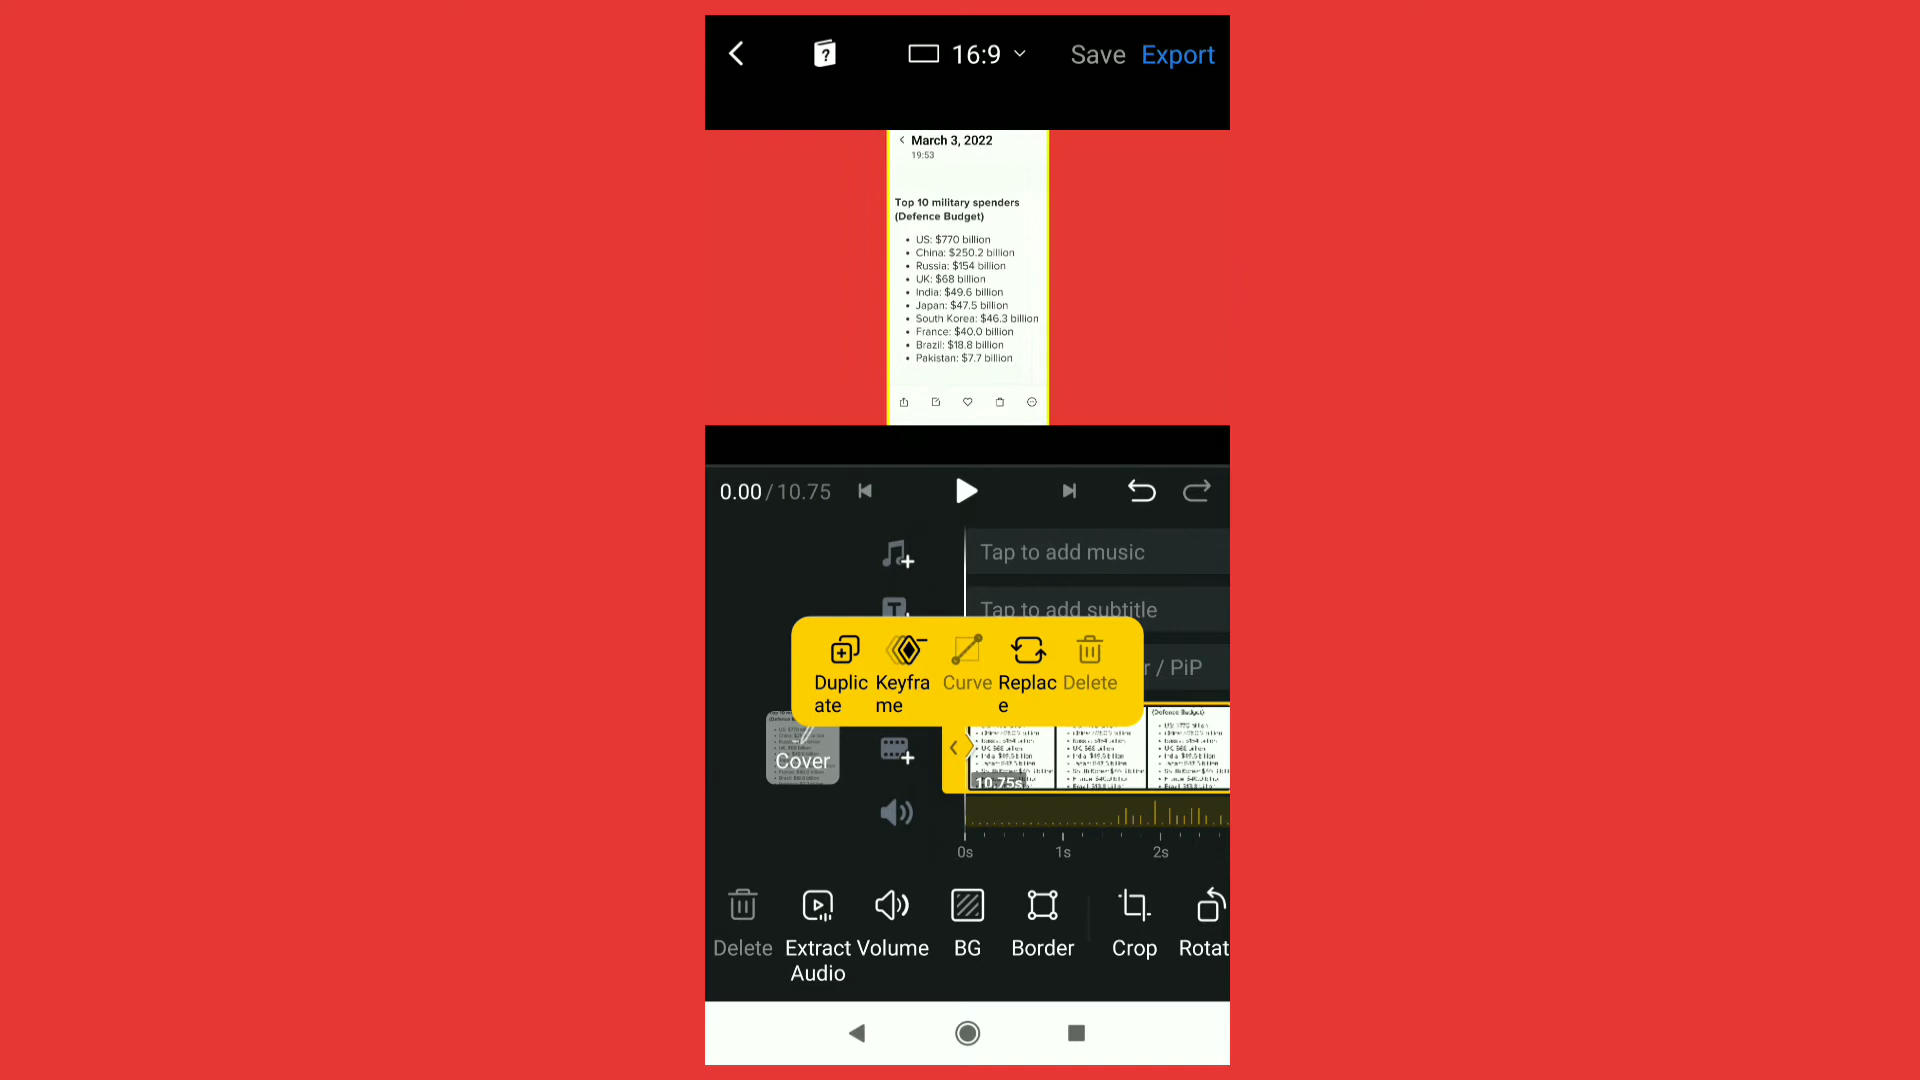 16:9 Save Export
March 3, 2022
19:53
Top 10 military spenders
(Defence Budget)
• US: $770 billion
• China: $250.2 billion
• Russia: $154 billion
• UK: $68 billion
• India: $49.6 billion
• Japan: $47.5 billion
• South Korea: $46.3 billion
• France: $40.0 billion
• Brazil: $18.8 billion
• Pakistan: $7.7 billion
0.00 / 10.75
Tap to add music
Tap to add subtitle
r / PiP
Duplic
ate
Keyfra
me
Curve
Replac
e
Delete
Cover
(Defence Budget)
10.75s
0s 1s 2s
Delete
Extract
Audio
Volume
BG
Border
Crop
Rotat